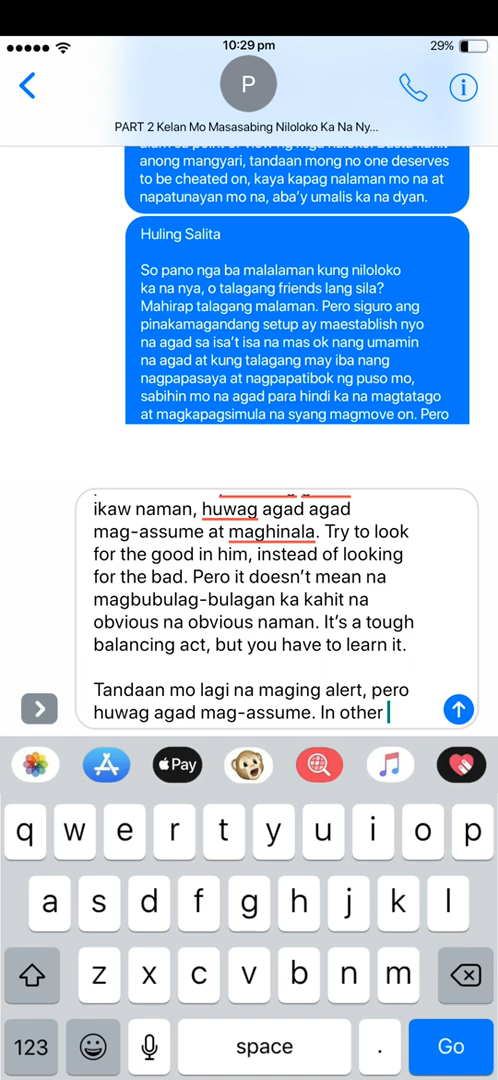 10:29 pm
29%
P
PART 2 Kelan Mo Masasabing Niloloko Ka Na Ny...
anong mangyari, tandaan mong no one deserves
to be cheated on, kaya kapag nalaman mo na at
napatunayan mo na, aba'y umalis ka na dyan.
Huling Salita
So pano nga ba malalaman kung niloloko
ka na nya, o talagang friends lang sila?
Mahirap talagang malaman. Pero siguro ang
pinakamagandang setup ay maestablish nyo
na agad sa isa't isa na mas ok nang umamin
na agad at kung talagang may iba nang
nagpapasaya at nagpapatibok ng puso mo,
sabihin mo na agad para hindi ka na magtatago
at magkapagsimula na syang magmove on. Pero
ikaw naman, huwag agad agad
mag-assume at maghinala. Try to look
for the good in him, instead of looking
for the bad. Pero it doesn't mean na
magbubulag-bulagan ka kahit na
obvious na obvious naman. It's a tough
balancing act, but you have to learn it.
Tandaan mo lagi na maging alert, pero
huwag agad mag-assume. In other
Pay
q w e r t y u i o p
a s d f g h j k l
z x c v b n m
123 space . Go